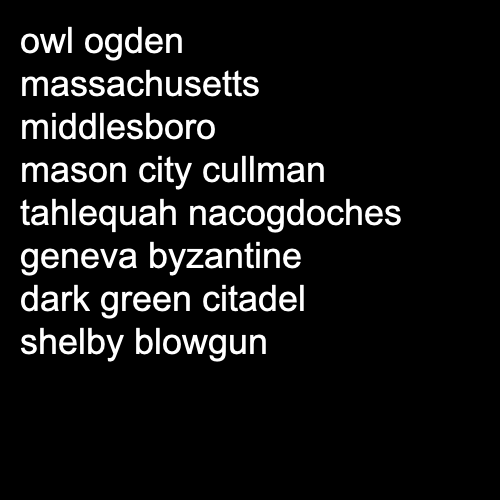 owl ogden
massachusetts
middlesboro
mason city cullman
tahlequah nacogdoches
geneva byzantine
dark green citadel
shelby blowgun